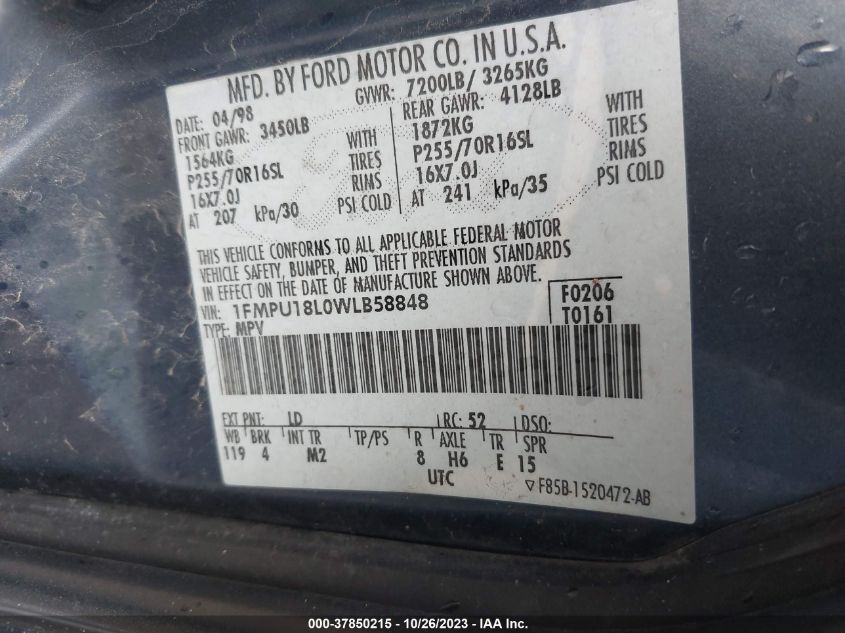 MFD. BY FORD MOTOR CO. IN U.S.A.
DATE: 04/98 GVWR: 7200LB/ 3265KG
FRONT GAWR: 3450LB REAR GAWR: 4128LB
1564KG WITH 1872KG WITH
P255/70R16SL TIRES P255/70R16SL TIRES
16X7.0J RIMS 16X7.0J RIMS
AT 207 kPa/30 PSI COLD AT 241 kPa/35 PSI COLD
THIS VEHICLE CONFORMS TO ALL APPLICABLE FEDERAL MOTOR
VEHICLE SAFETY, BUMPER, AND THEFT PREVENTION STANDARDS
IN EFFECT ON THE DATE OF MANUFACTURE SHOWN ABOVE.
VIN: 1FMPU18L0WLB58848 F0206
TYPE: MPV T0161
EXT PNT: LD RC: 52 DSO:
WB BRK INT TR TP/PS R AXLE TR SPR
119 4 M2 8 H6 E 15
UTC ▽F85B-1520472-AB
000-37850215 - 10/26/2023 - IAA Inc.